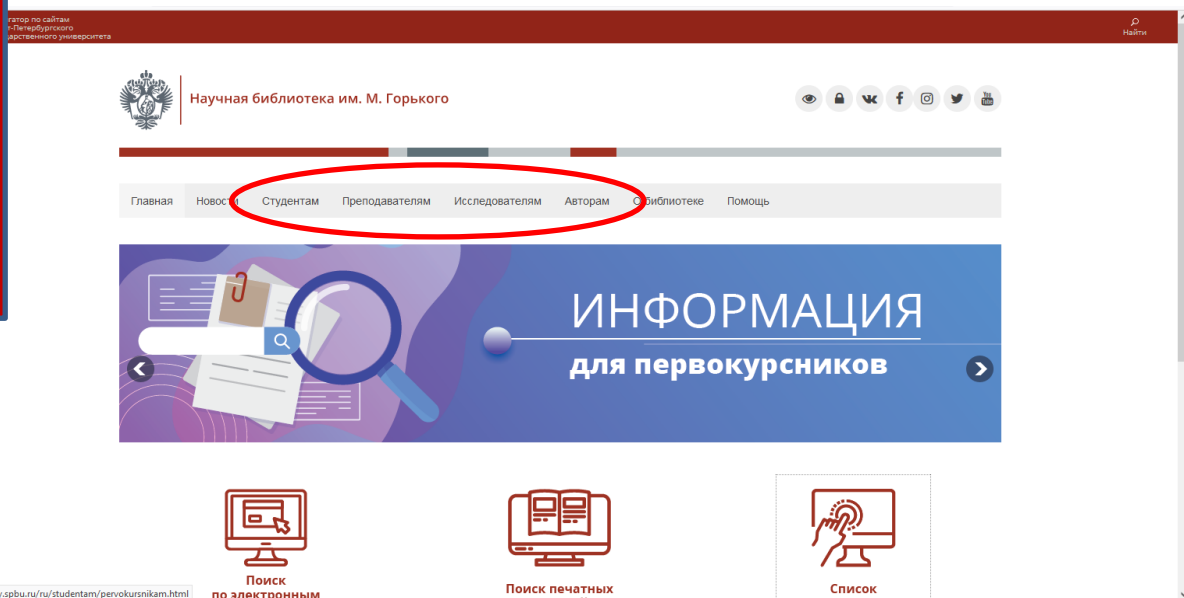 гатор по сайтам
т-Петербургского
дарственного университета
Найти
Научная библиотека им. М. Горького
Главная Новости Студентам Преподавателям Исследователям Авторам О библиотеке Помощь
ИНФОРМАЦИЯ
для первокурсников
Поиск
по электронным
Поиск печатных
Список
.spbu.ru/ru/studentam/pervokursnikam.html